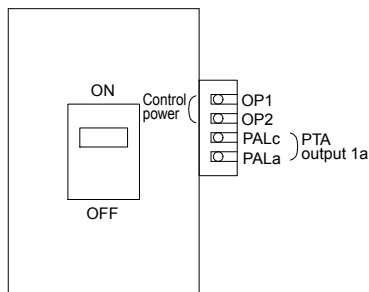 ON
OFF
Control
power
OP1
OP2
PALc
PALa
PTA
output 1a